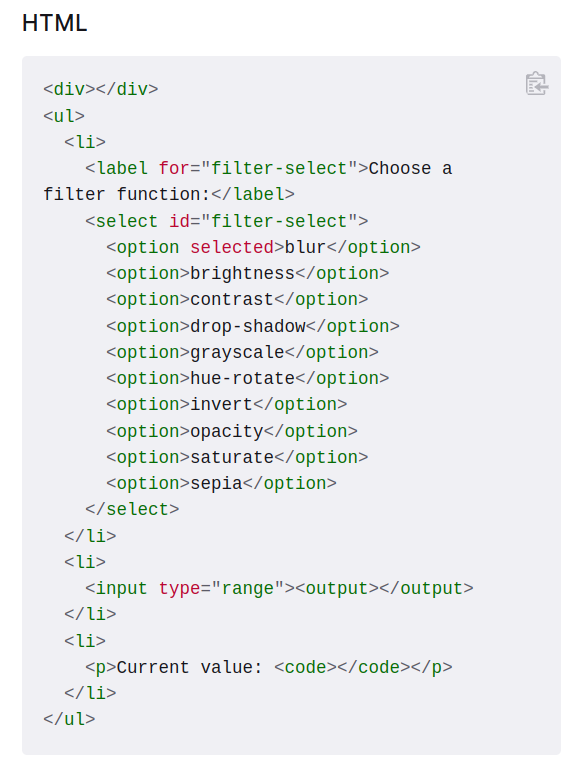 HTML
<div></div>
<ul>
  <li>
    <label for="filter-select">Choose a
filter function:</label>
    <select id="filter-select">
      <option selected>blur</option>
      <option>brightness</option>
      <option>contrast</option>
      <option>drop-shadow</option>
      <option>grayscale</option>
      <option>hue-rotate</option>
      <option>invert</option>
      <option>opacity</option>
      <option>saturate</option>
      <option>sepia</option>
    </select>
  </li>
  <li>
    <input type="range"><output></output>
  </li>
  <li>
    <p>Current value: <code></code></p>
  </li>
</ul>